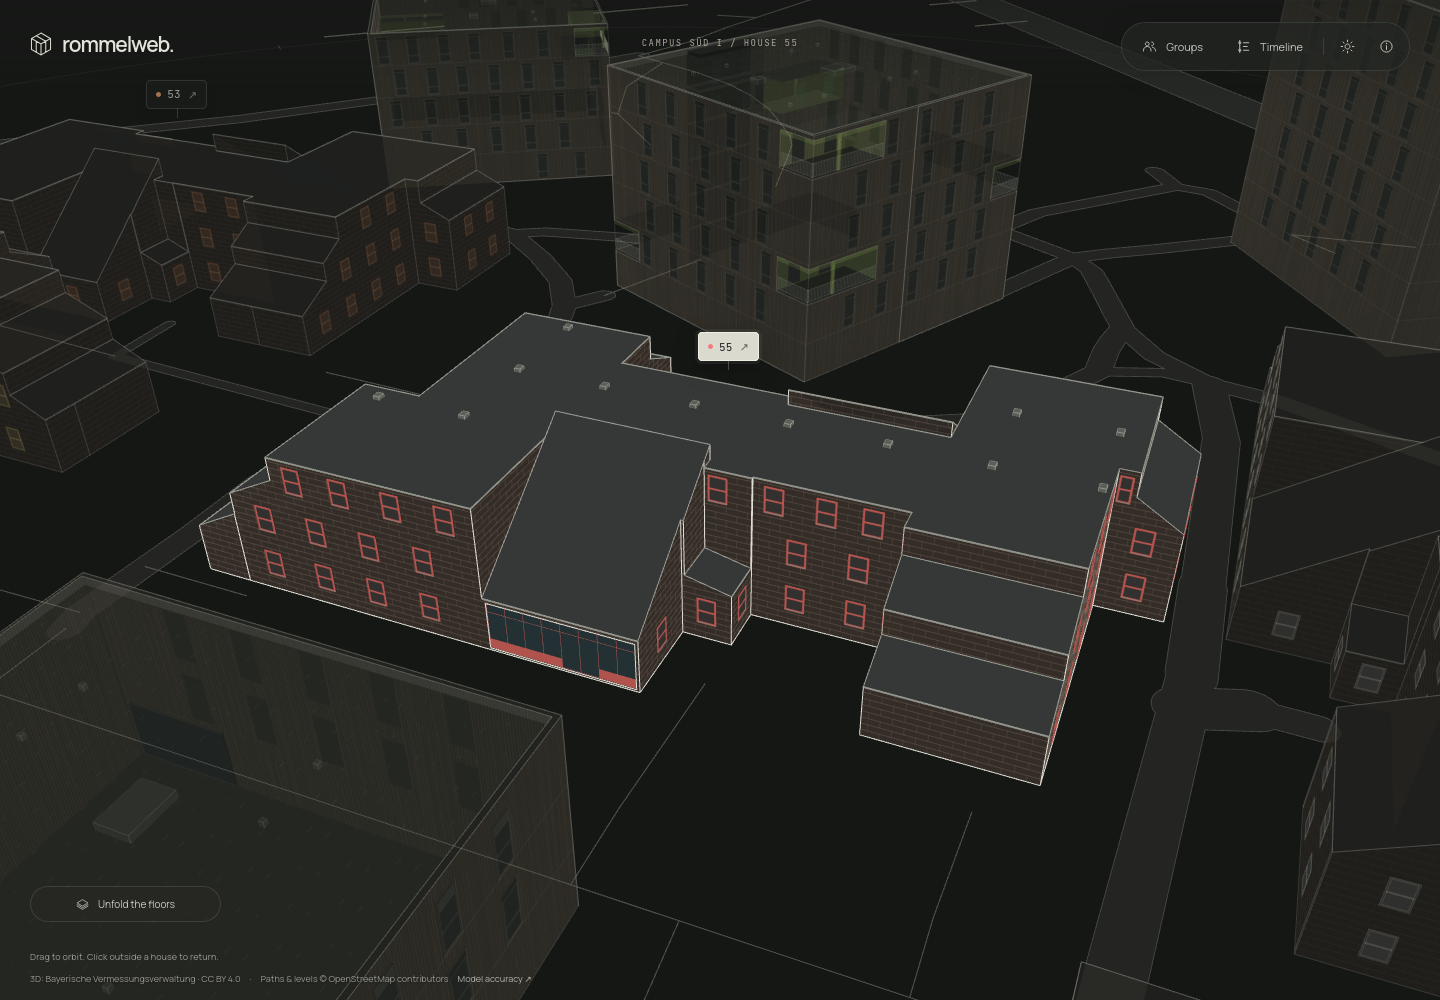 rommelweb.
CAMPUS SÜD I / HOUSE 55
Groups
Timeline
53 ↗
55 ↗
Unfold the floors
Drag to orbit. Click outside a house to return.
3D: Bayerische Vermessungsverwaltung · CC BY 4.0 · Paths & levels © OpenStreetMap contributors Model accuracy ↗